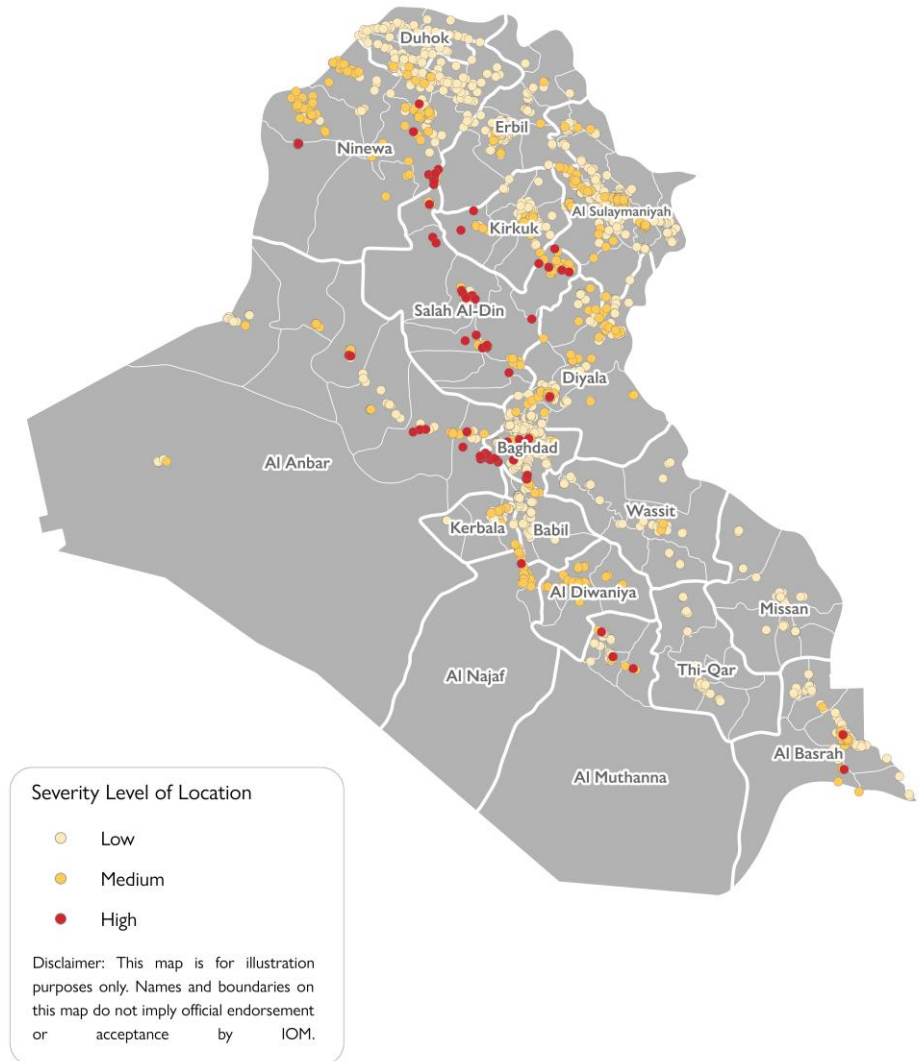 Duhok
Erbil
Ninewa
Al Sulaymaniyah
Kirkuk
Salah Al-Din
Diyala
Baghdad
Al Anbar
Wassit
Kerbala
Babil
Al Diwaniya
Missan
Al Najaf
Thi-Qar
Al Basrah
Al Muthanna
Severity Level of Location
Low
Medium
High
Disclaimer: This map is for illustration
purposes only. Names and boundaries on
this map do not imply official endorsement
or acceptance by IOM.